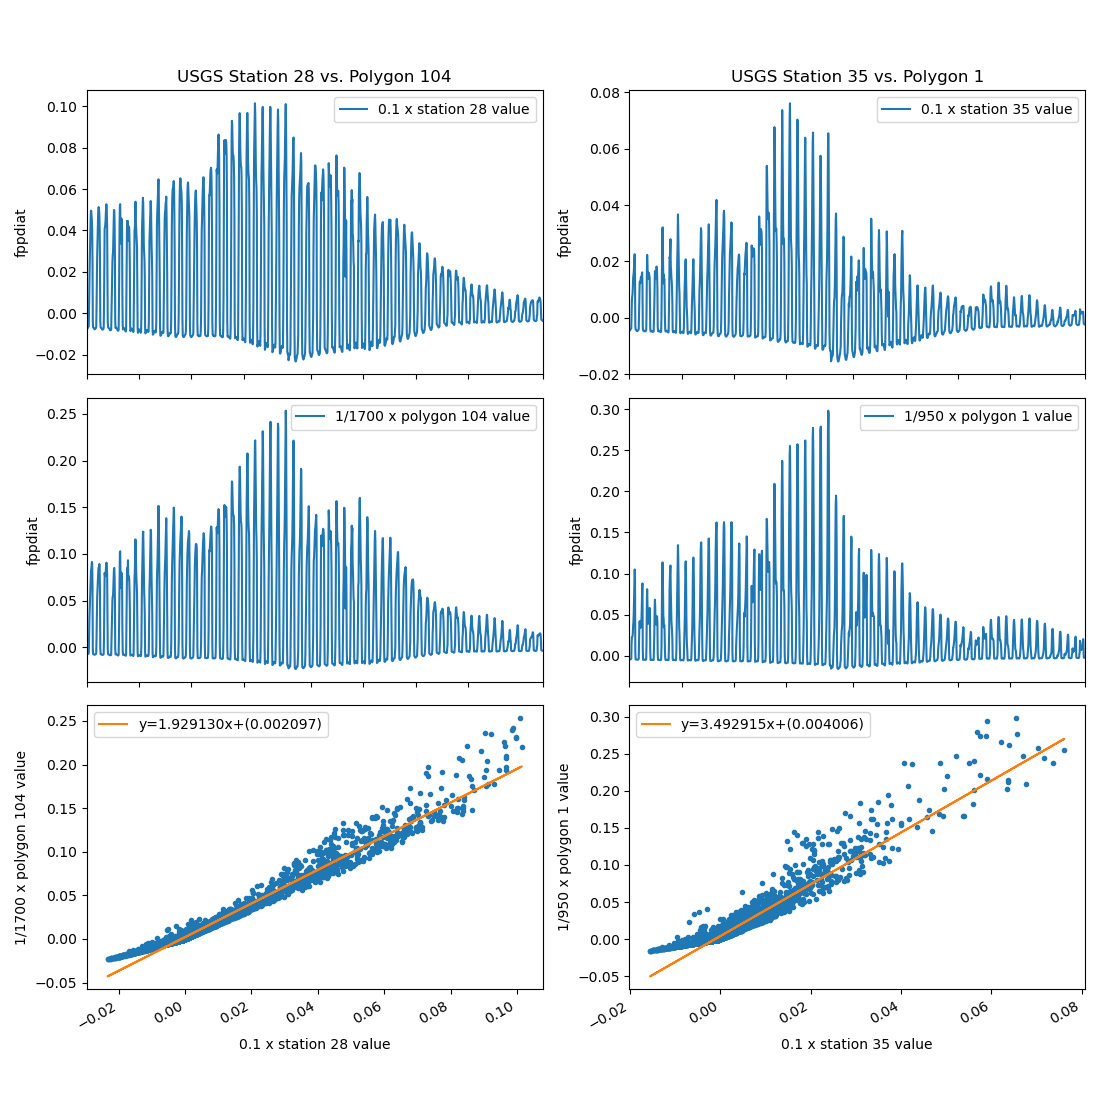 USGS Station 28 vs. Polygon 104
0.1 x station 28 value
fppdiat
0.10
0.08
0.06
0.04
0.02
0.00
−0.02
USGS Station 35 vs. Polygon 1
0.1 x station 35 value
fppdiat
0.08
0.06
0.04
0.02
0.00
−0.02
1/1700 x polygon 104 value
fppdiat
0.25
0.20
0.15
0.10
0.05
0.00
1/950 x polygon 1 value
fppdiat
0.30
0.25
0.20
0.15
0.10
0.05
0.00
y=1.929130x+(0.002097)
1/1700 x polygon 104 value
0.25
0.20
0.15
0.10
0.05
0.00
−0.05
−0.02 0.00 0.02 0.04 0.06 0.08 0.10
0.1 x station 28 value
y=3.492915x+(0.004006)
1/950 x polygon 1 value
0.30
0.25
0.20
0.15
0.10
0.05
0.00
−0.05
−0.02 0.00 0.02 0.04 0.06 0.08
0.1 x station 35 value